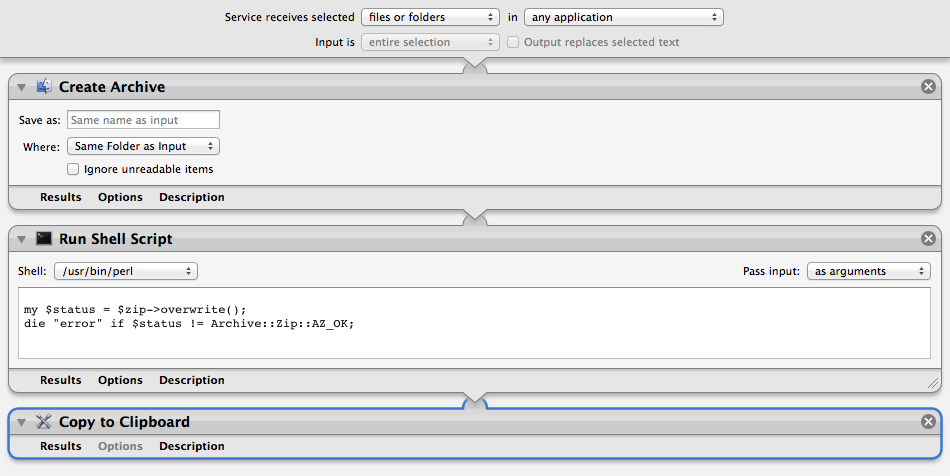 Service receives selected files or folders in any application
Input is entire selection Output replaces selected text
Create Archive
Save as: Same name as input
Where: Same Folder as Input
Ignore unreadable items
Results Options Description
Run Shell Script
Shell: /usr/bin/perl Pass input: as arguments
my $status = $zip->overwrite();
die "error" if $status != Archive::Zip::AZ_OK;
Results Options Description
Copy to Clipboard
Results Options Description